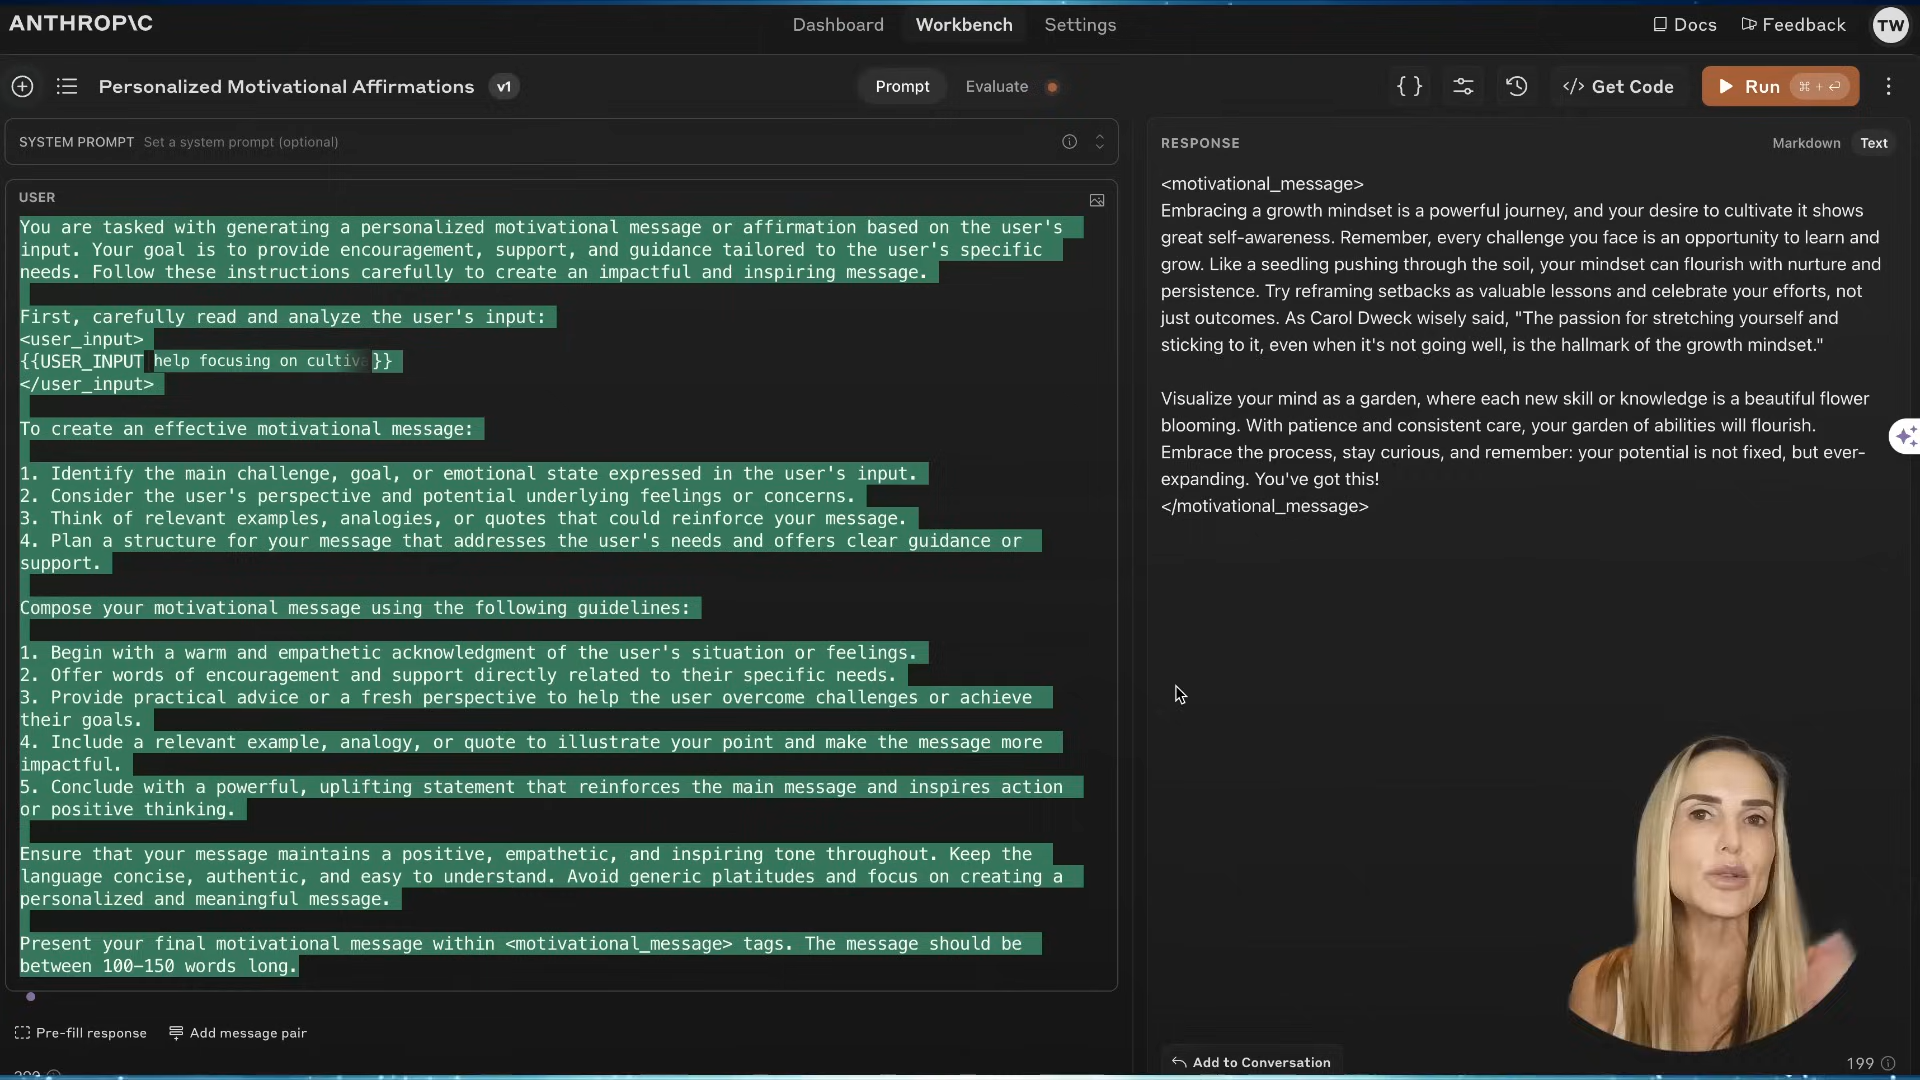 ANTHROP\C
Dashboard
Workbench
Settings
Docs
Feedback
TW
Personalized Motivational Affirmations
v1
Prompt
Evaluate
{ }
</> Get Code
Run
⌘ + ↵
SYSTEM PROMPT Set a system prompt (optional)
USER
You are tasked with generating a personalized motivational message or affirmation based on the user's
input. Your goal is to provide encouragement, support, and guidance tailored to the user's specific
needs. Follow these instructions carefully to create an impactful and inspiring message.
First, carefully read and analyze the user's input:
<user_input>
{{USER_INPUT help focusing on cultiva}}
</user_input>
To create an effective motivational message:
1. Identify the main challenge, goal, or emotional state expressed in the user's input.
2. Consider the user's perspective and potential underlying feelings or concerns.
3. Think of relevant examples, analogies, or quotes that could reinforce your message.
4. Plan a structure for your message that addresses the user's needs and offers clear guidance or
support.
Compose your motivational message using the following guidelines:
1. Begin with a warm and empathetic acknowledgment of the user's situation or feelings.
2. Offer words of encouragement and support directly related to their specific needs.
3. Provide practical advice or a fresh perspective to help the user overcome challenges or achieve
their goals.
4. Include a relevant example, analogy, or quote to illustrate your point and make the message more
impactful.
5. Conclude with a powerful, uplifting statement that reinforces the main message and inspires action
or positive thinking.
Ensure that your message maintains a positive, empathetic, and inspiring tone throughout. Keep the
language concise, authentic, and easy to understand. Avoid generic platitudes and focus on creating a
personalized and meaningful message.
Present your final motivational message within <motivational_message> tags. The message should be
between 100-150 words long.
Pre-fill response
Add message pair
RESPONSE
Markdown
Text
<motivational_message>
Embracing a growth mindset is a powerful journey, and your desire to cultivate it shows
great self-awareness. Remember, every challenge you face is an opportunity to learn and
grow. Like a seedling pushing through the soil, your mindset can flourish with nurture and
persistence. Try reframing setbacks as valuable lessons and celebrate your efforts, not
just outcomes. As Carol Dweck wisely said, "The passion for stretching yourself and
sticking to it, even when it's not going well, is the hallmark of the growth mindset."
Visualize your mind as a garden, where each new skill or knowledge is a beautiful flower
blooming. With patience and consistent care, your garden of abilities will flourish.
Embrace the process, stay curious, and remember: your potential is not fixed, but ever-
expanding. You've got this!
</motivational_message>
Add to Conversation
199